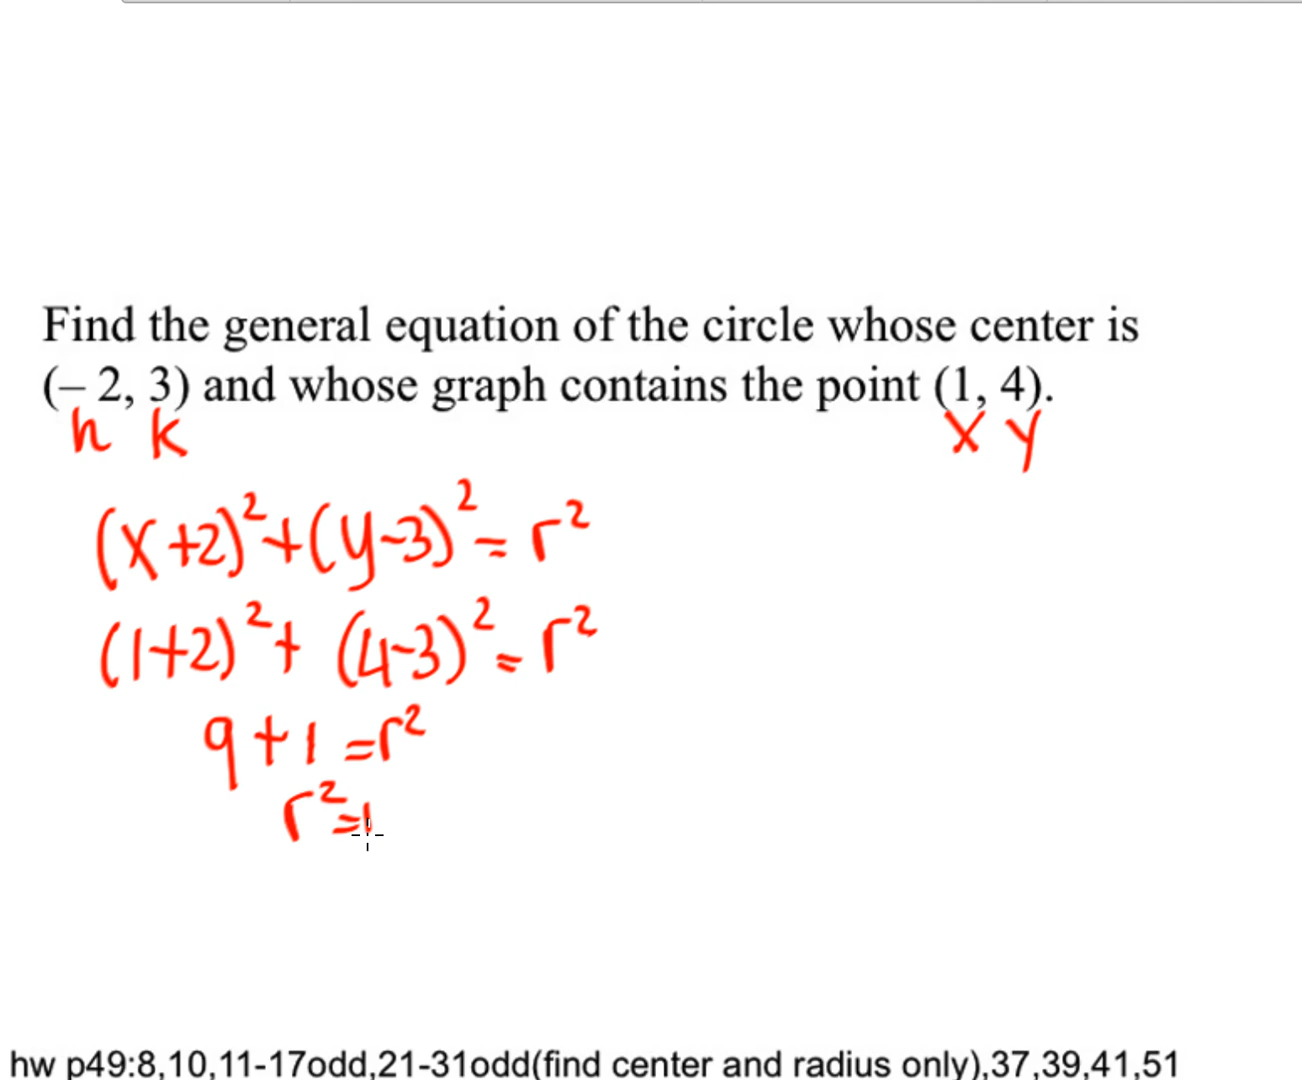 Find the general equation of the circle whose center is
(– 2, 3) and whose graph contains the point (1, 4).
h k x y
(x+2)²+(y-3)²=r²
(1+2)²+ (4-3)²=r²
9+1=r²
r²=1
hw p49:8,10,11-17odd,21-31odd(find center and radius only),37,39,41,51